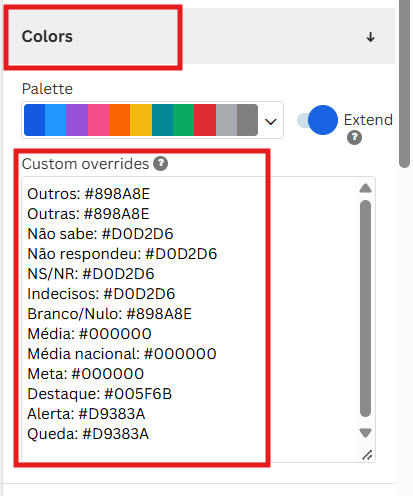 Colors
Palette
Extend
Custom overrides
Outros: #898A8E
Outras: #898A8E
Não sabe: #D0D2D6
Não respondeu: #D0D2D6
NS/NR: #D0D2D6
Indecisos: #D0D2D6
Branco/Nulo: #898A8E
Média: #000000
Média nacional: #000000
Meta: #000000
Destaque: #005F6B
Alerta: #D9383A
Queda: #D9383A